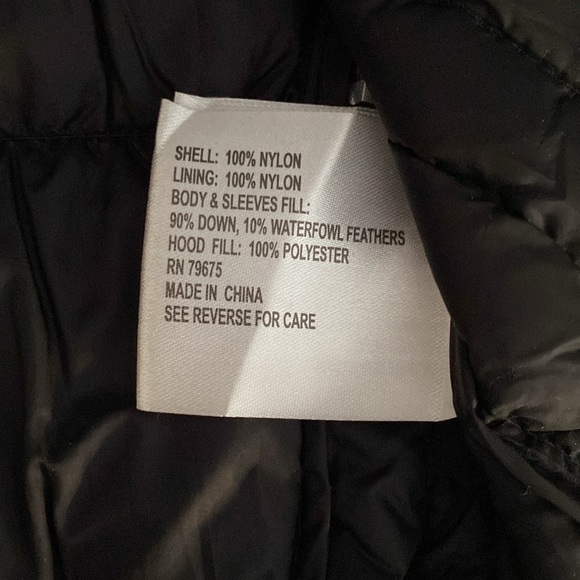 SHELL: 100% NYLON
LINING: 100% NYLON
BODY & SLEEVES FILL:
90% DOWN, 10% WATERFOWL FEATHERS
HOOD FILL: 100% POLYESTER
RN 79675
MADE IN CHINA
SEE REVERSE FOR CARE